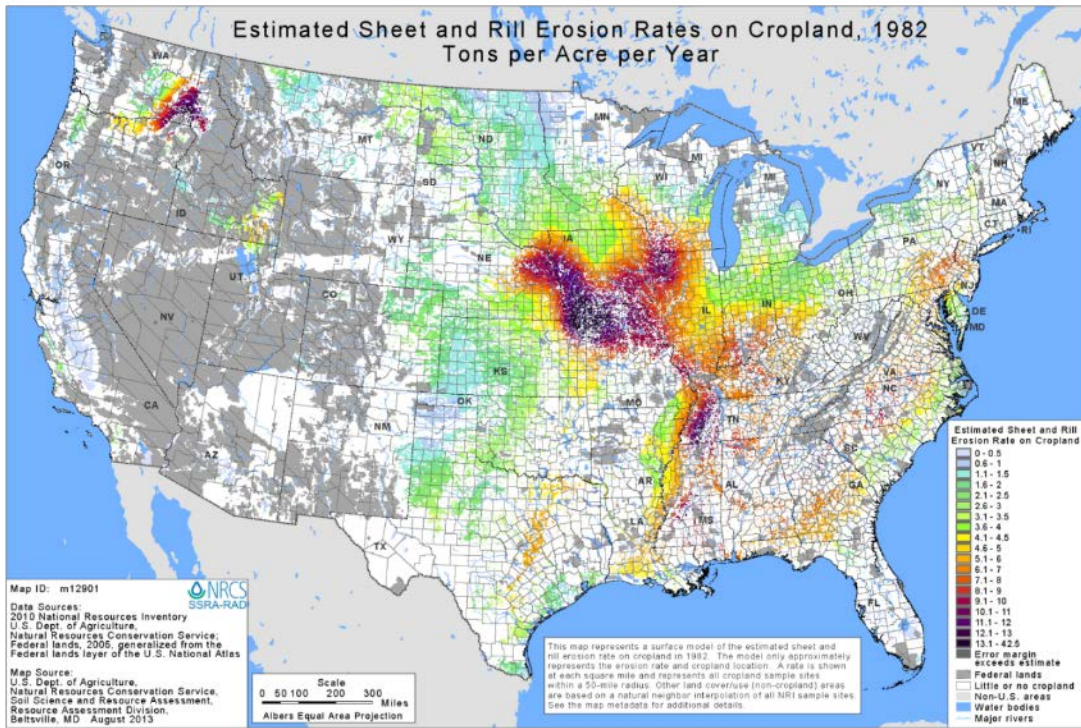 Estimated Sheet and Rill Erosion Rates on Cropland, 1982
Tons per Acre per Year
WA
ME
MT
ND
MN
VT
OR
NH
MI
SD
WI
MI
NY
MA
ID
CT
RI
WY
IA
PA
NE
NJ
OH
UT
IL
IN
DE
MD
NV
CO
WV
KS
VA
KY
MO
NC
CA
OK
TN
NM
AZ
AR
SC
AL
GA
MS
LA
TX
FL
Estimated Sheet and Rill
Erosion Rate on Cropland
0 - 0.5
0.6 - 1
1.1 - 1.5
1.6 - 2
2.1 - 2.5
2.6 - 3
3.1 - 3.5
3.6 - 4
4.1 - 4.5
4.6 - 5
5.1 - 6
6.1 - 7
7.1 - 8
8.1 - 9
9.1 - 10
10.1 - 11
11.1 - 12
12.1 - 13
13.1 - 42.5
Error margin
exceeds estimate
Federal lands
Little or no cropland
Non-U.S. areas
Water bodies
Major rivers
Map ID: m12901
NRCS
SSRA-RAD
Data Sources:
2010 National Resources Inventory
U.S. Dept. of Agriculture,
Natural Resources Conservation Service;
Federal lands, 2005, generalized from the
Federal lands layer of the U.S. National Atlas
Map Source:
U.S. Dept. of Agriculture,
Natural Resources Conservation Service,
Soil Science and Resource Assessment,
Resource Assessment Division,
Beltsville, MD August 2013
Scale
0 50 100 200 300
Miles
Albers Equal Area Projection
This map represents a surface model of the estimated sheet and
rill erosion rate on cropland in 1982. The model only approximately
represents the erosion rate and cropland location. A rate is shown
at each square mile and represents all cropland sample sites
within a 50-mile radius. Other land cover/use (non-cropland) areas
are based on a natural neighbor interpolation of all NRI sample sites.
See the map metadata for additional details.